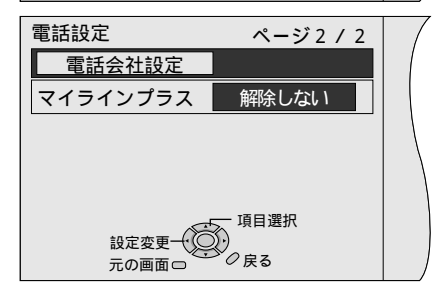 電話設定 ページ2 / 2
電話会社設定
マイラインプラス 解除しない
項目選択
設定変更
元の画面 戻る